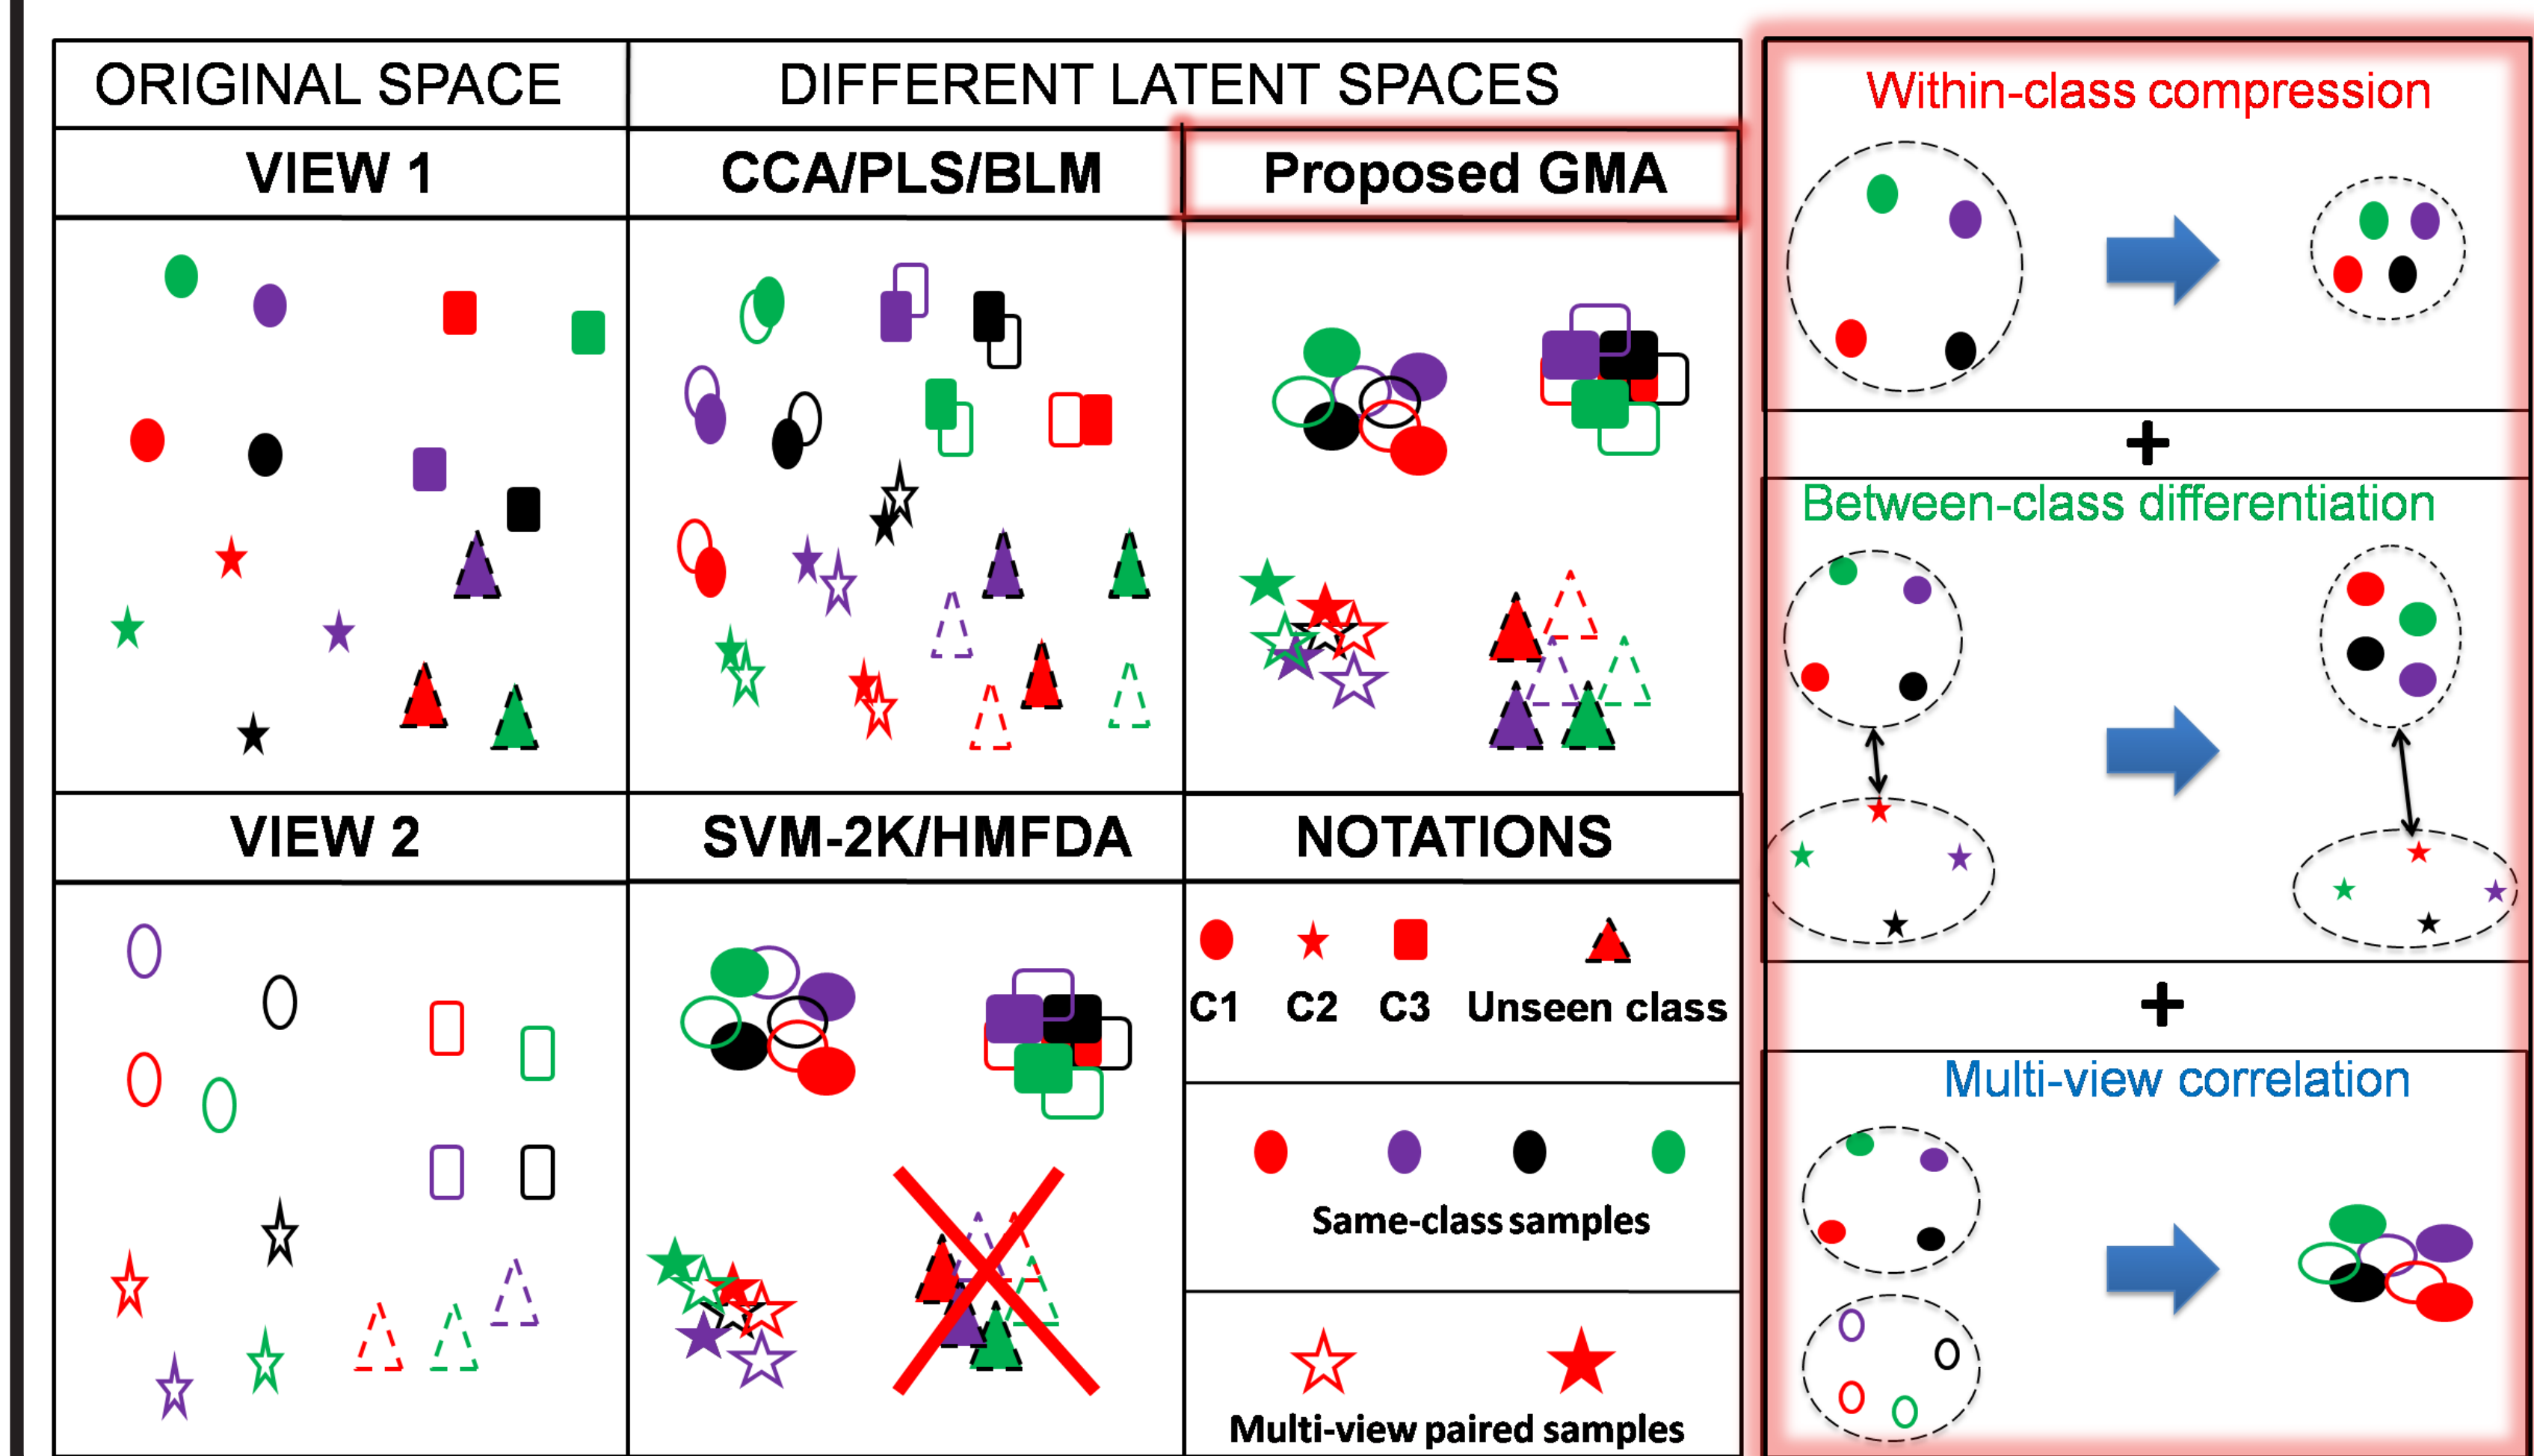 ORIGINAL SPACE
DIFFERENT LATENT SPACES
VIEW 1
CCA/PLS/BLM
Proposed GMA
VIEW 2
SVM-2K/HMFDA
NOTATIONS
C1 C2 C3 Unseen class
Same-class samples
Multi-view paired samples
Within-class compression
+
Between-class differentiation
+
Multi-view correlation